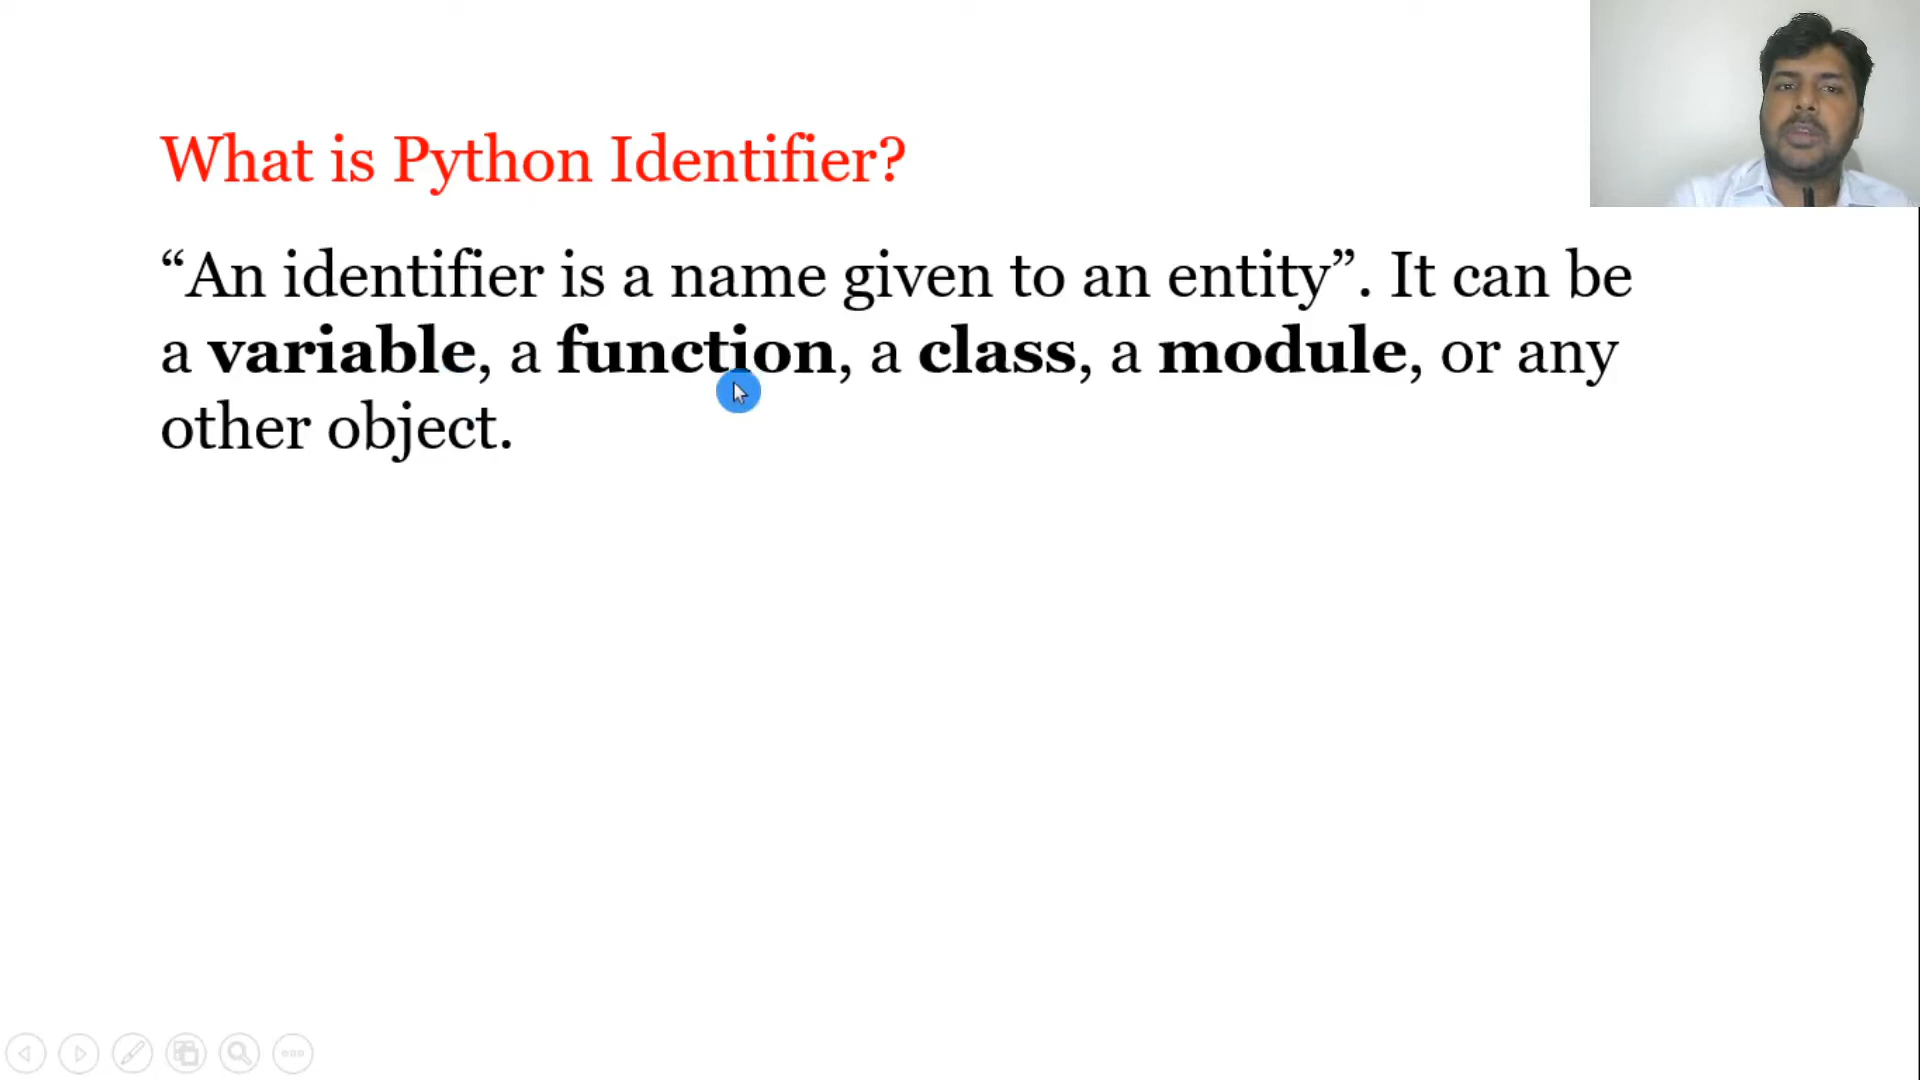 What is Python Identifier?
“An identifier is a name given to an entity”. It can be
a variable, a function, a class, a module, or any
other object.